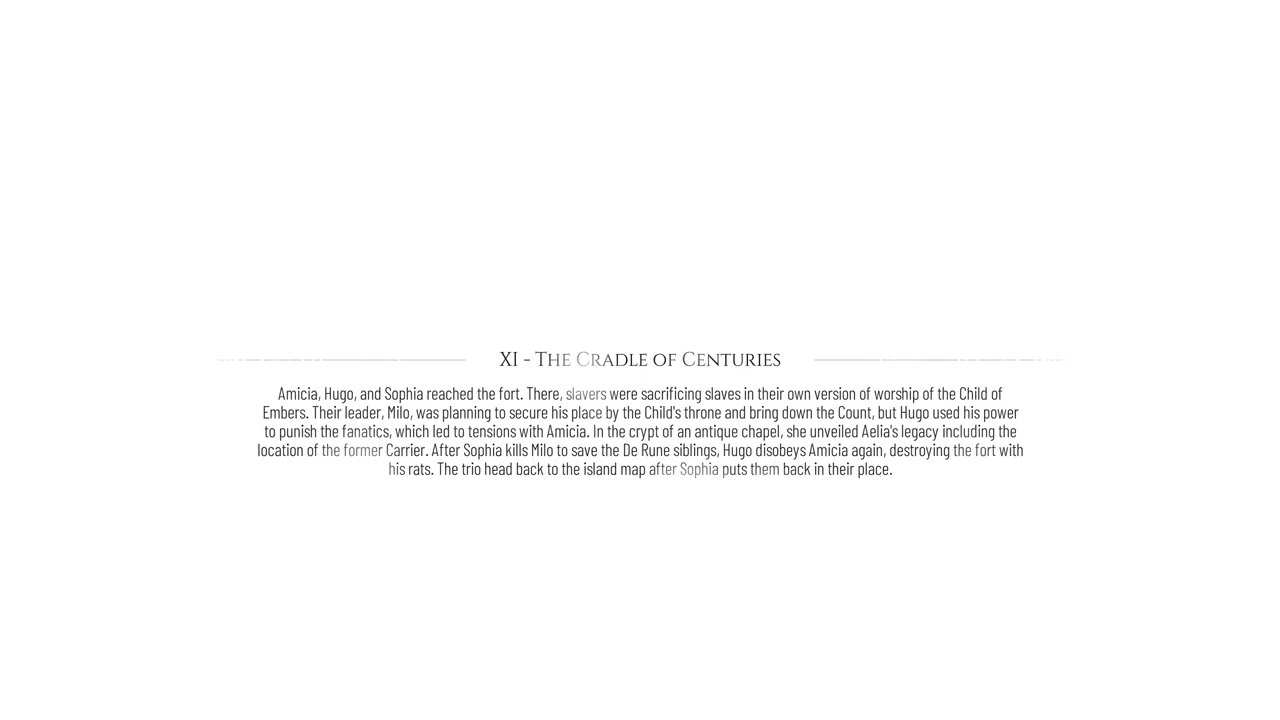 XI - The Cradle of Centuries
Amicia, Hugo, and Sophia reached the fort. There, slavers were sacrificing slaves in their own version of worship of the Child of
Embers. Their leader, Milo, was planning to secure his place by the Child's throne and bring down the Count, but Hugo used his power
to punish the fanatics, which led to tensions with Amicia. In the crypt of an antique chapel, she unveiled Aelia's legacy including the
location of the former Carrier. After Sophia kills Milo to save the De Rune siblings, Hugo disobeys Amicia again, destroying the fort with
his rats. The trio head back to the island map after Sophia puts them back in their place.